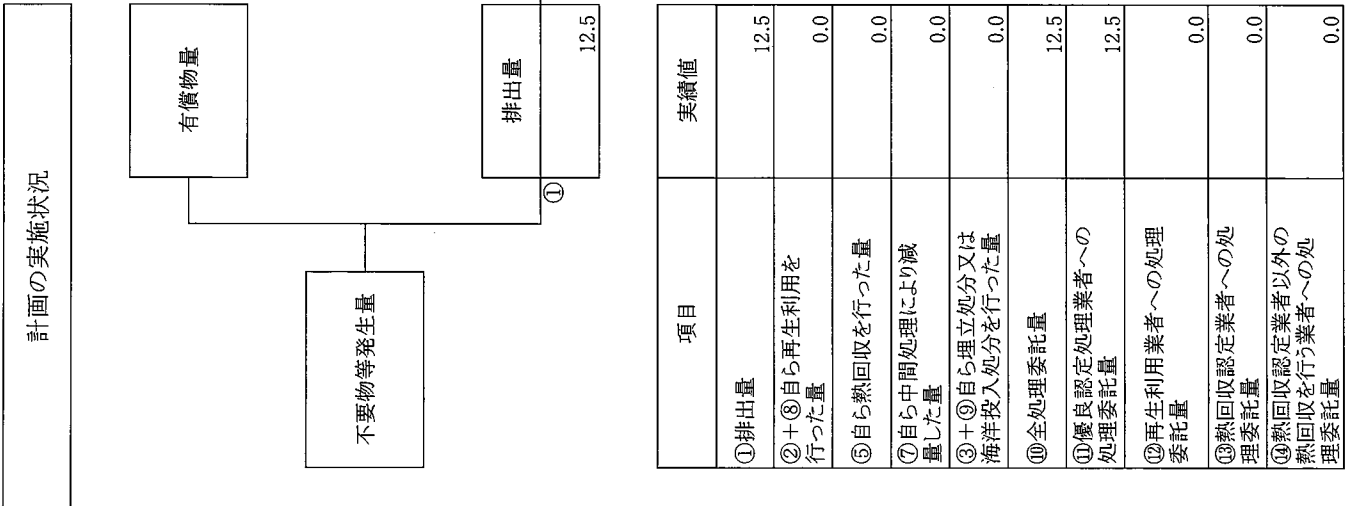 計画の実施状況
有償物量
不要物等発生量
①
排出量
12.5
項目
実績値
①排出量
12.5
②＋⑧自ら再生利用を
行った量
0.0
⑤自ら熱回収を行った量
0.0
⑦自ら中間処理により減
量した量
0.0
③＋⑨自ら埋立処分又は
海洋投入処分を行った量
0.0
⑩全処理委託量
12.5
⑪優良認定処理業者への
処理委託量
12.5
⑫再生利用業者への処理
委託量
0.0
⑬熱回収認定業者への処
理委託量
0.0
⑭熱回収認定業者以外の
熱回収を行う業者への処
理委託量
0.0